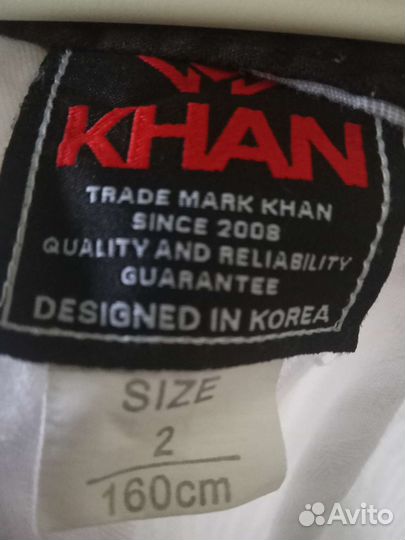 KHAN
TRADE MARK KHAN
SINCE 2008
QUALITY AND RELIABILITY
GUARANTEE
DESIGNED IN KOREA
SIZE
2
160cm
Avito